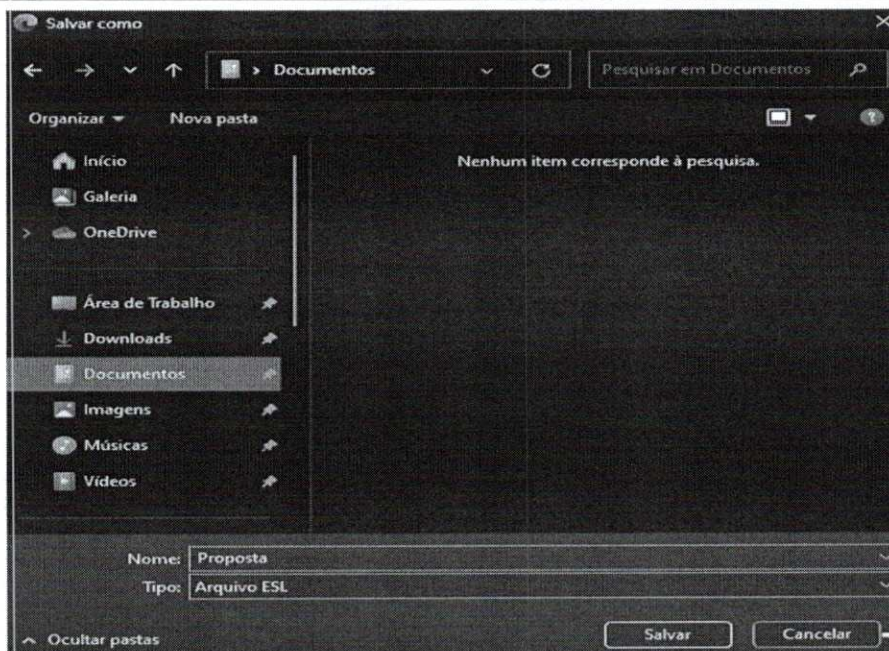 Salvar como
Documentos
Pesquisar em Documentos
Organizar
Nova pasta
Início
Nenhum item corresponde à pesquisa.
Galeria
OneDrive
Área de Trabalho
Downloads
Documentos
Imagens
Músicas
Vídeos
Nome: Proposta
Tipo: Arquivo ESL
Ocultar pastas
Salvar
Cancelar